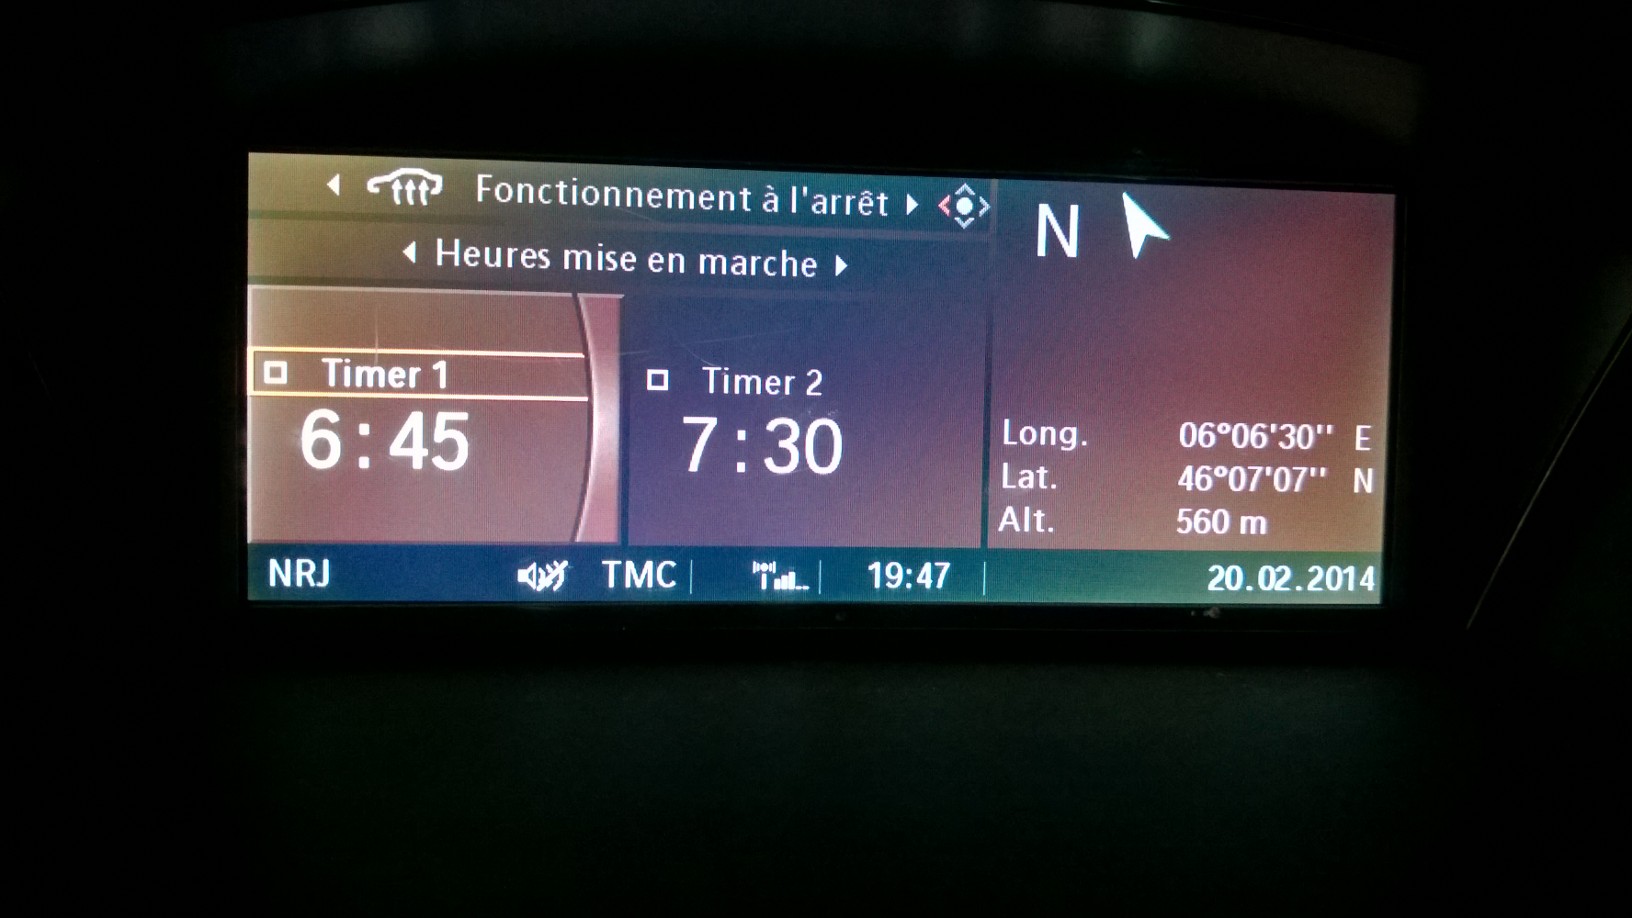 Fonctionnement à l'arrêt
N
Heures mise en marche
Timer 1
6:45
Timer 2
7:30
Long. 06°06'30'' E
Lat. 46°07'07'' N
Alt. 560 m
NRJ TMC 19:47 20.02.2014